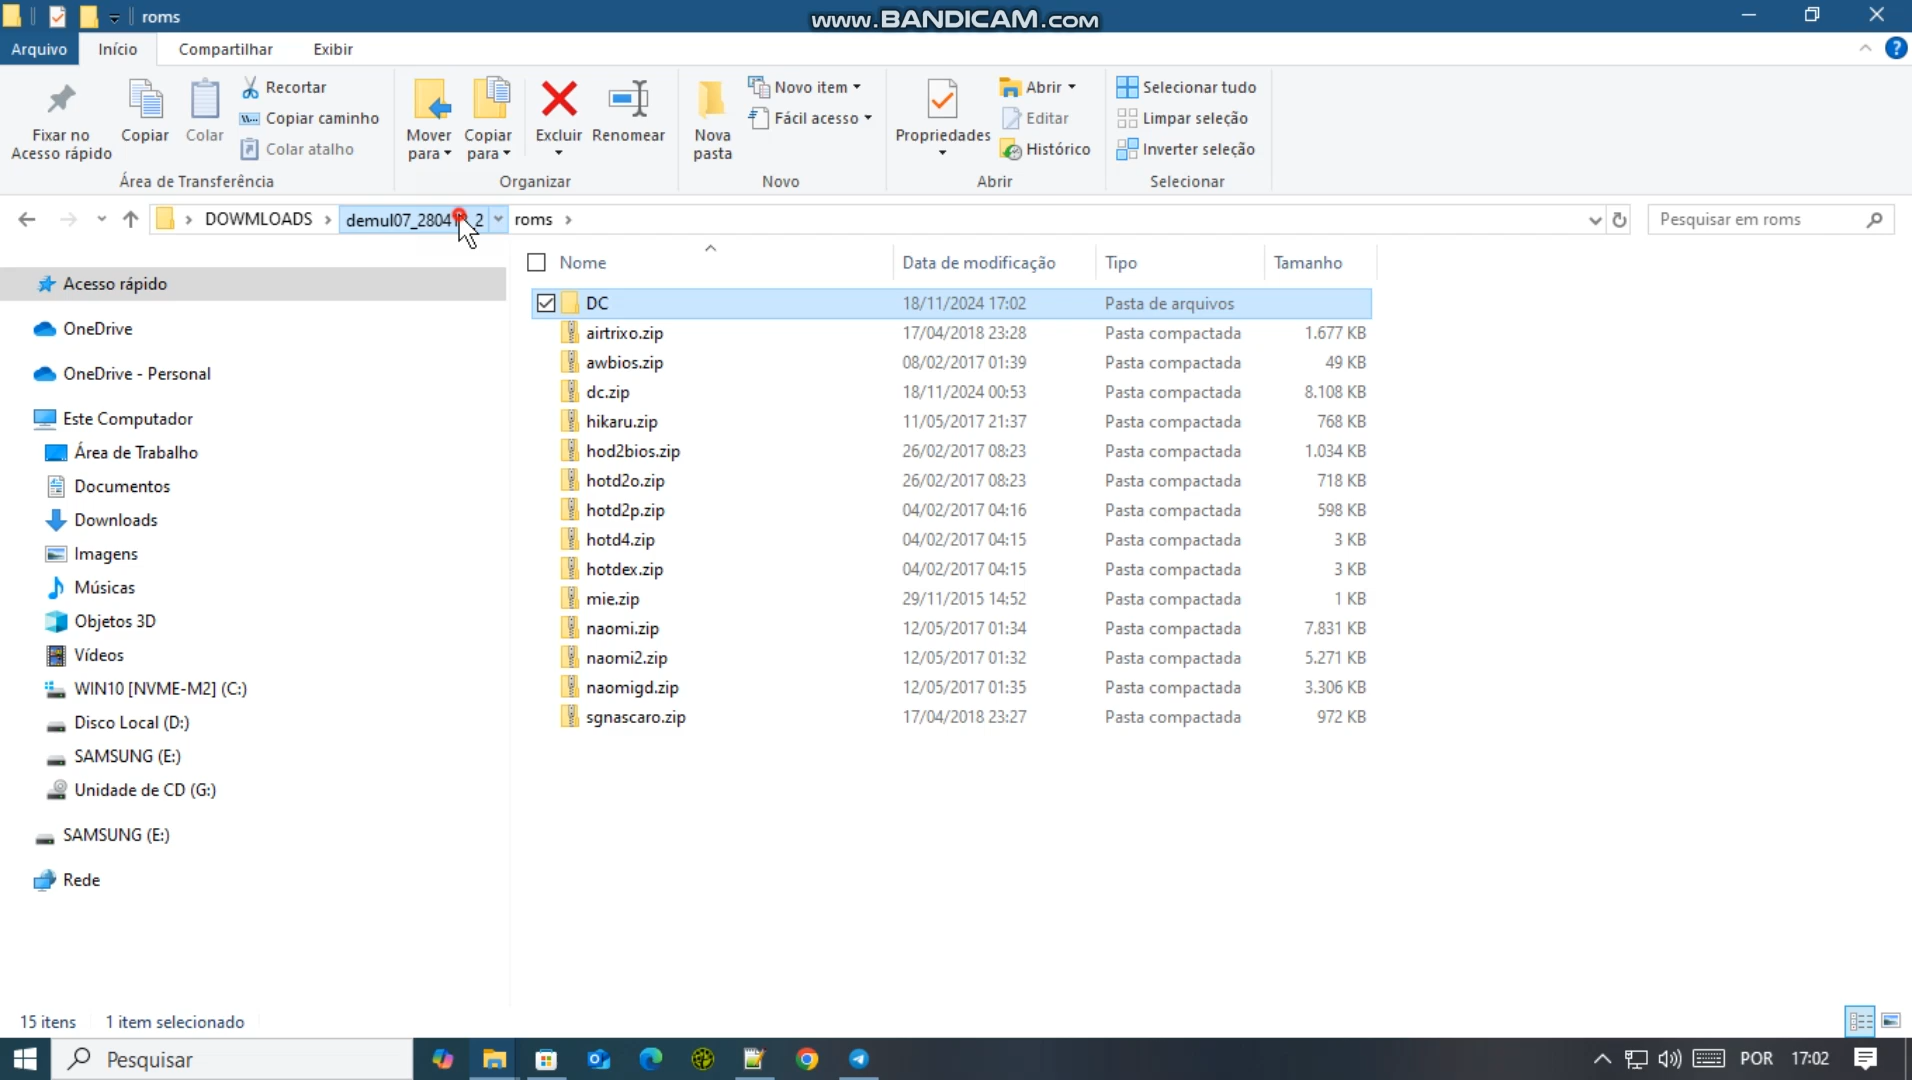 roms
www.BANDICAM.com
Arquivo
Início
Compartilhar
Exibir
?
Fixar no
Acesso rápido
Copiar
Colar
Recortar
Copiar caminho
Colar atalho
Área de Transferência
Mover
para
Copiar
para
Excluir
Renomear
Organizar
Nova
pasta
Novo item
Fácil acesso
Novo
Propriedades
Abrir
Editar
Histórico
Abrir
Selecionar tudo
Limpar seleção
Inverter seleção
Selecionar
DOWMLOADS
roms
Pesquisar em roms
Nome
Data de modificação
Tipo
Tamanho
Acesso rápido
OneDrive
OneDrive - Personal
Este Computador
Área de Trabalho
Documentos
Downloads
Imagens
Músicas
Objetos 3D
Vídeos
WIN10 [NVME-M2] (C:)
Disco Local (D:)
SAMSUNG (E:)
Unidade de CD (G:)
SAMSUNG (E:)
Rede
DC 18/11/2024 17:02 Pasta de arquivos
airtrixo.zip 17/04/2018 23:28 Pasta compactada 1.677 KB
awbios.zip 08/02/2017 01:39 Pasta compactada 49 KB
dc.zip 18/11/2024 00:53 Pasta compactada 8.108 KB
hikaru.zip 11/05/2017 21:37 Pasta compactada 768 KB
hod2bios.zip 26/02/2017 08:23 Pasta compactada 1.034 KB
hotd2o.zip 26/02/2017 08:23 Pasta compactada 718 KB
hotd2p.zip 04/02/2017 04:16 Pasta compactada 598 KB
hotd4.zip 04/02/2017 04:15 Pasta compactada 3 KB
hotdex.zip 04/02/2017 04:15 Pasta compactada 3 KB
mie.zip 29/11/2015 14:52 Pasta compactada 1 KB
naomi.zip 12/05/2017 01:34 Pasta compactada 7.831 KB
naomi2.zip 12/05/2017 01:32 Pasta compactada 5.271 KB
naomigd.zip 12/05/2017 01:35 Pasta compactada 3.306 KB
sgnascaro.zip 17/04/2018 23:27 Pasta compactada 972 KB
15 itens
1 item selecionado
Pesquisar
POR
17:02